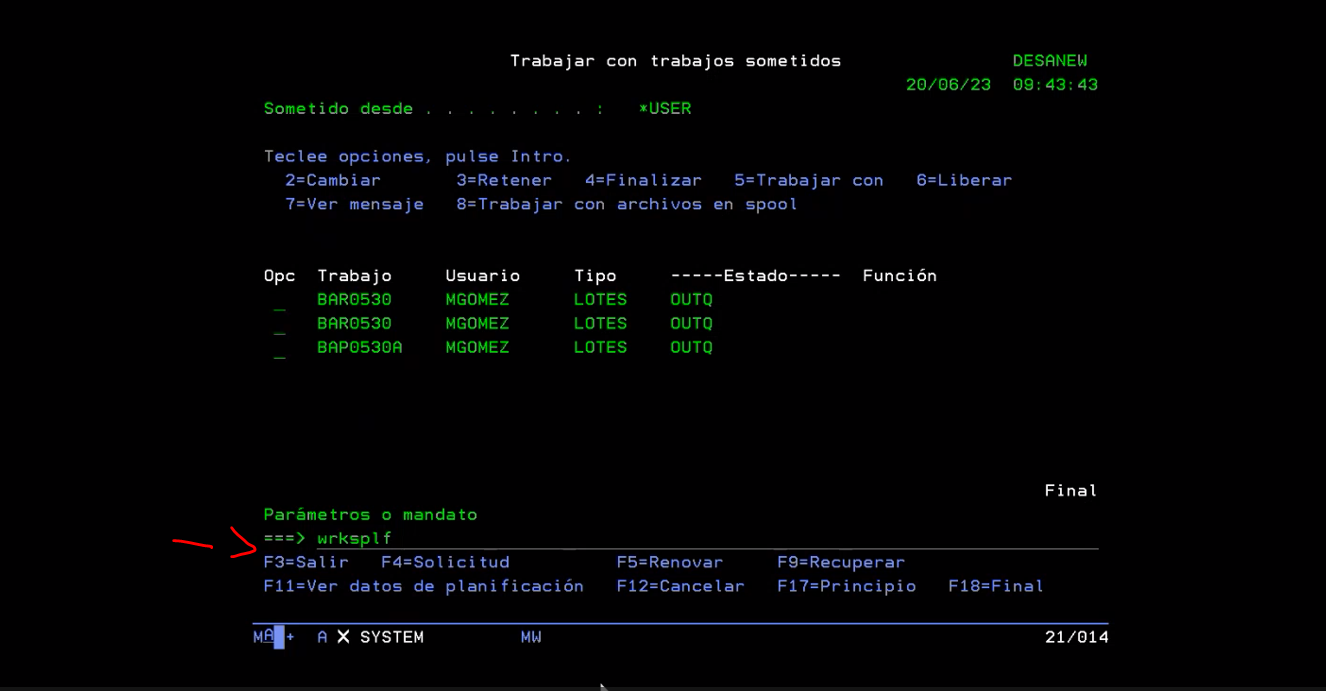 Trabajar con trabajos sometidos DESANEW
20/06/23 09:43:43
Sometido desde . . . . . . . . . : *USER
Teclee opciones, pulse Intro.
2=Cambiar 3=Retener 4=Finalizar 5=Trabajar con 6=Liberar
7=Ver mensaje 8=Trabajar con archivos en spool
Opc Trabajo Usuario Tipo -----Estado----- Función
_ BAR0530 MGOMEZ LOTES OUTQ
_ BAR0530 MGOMEZ LOTES OUTQ
_ BAP0530A MGOMEZ LOTES OUTQ
Final
Parámetros o mandato
===> wrksplf
F3=Salir F4=Solicitud F5=Renovar F9=Recuperar
F11=Ver datos de planificación F12=Cancelar F17=Principio F18=Final
MA + A X SYSTEM MW 21/014